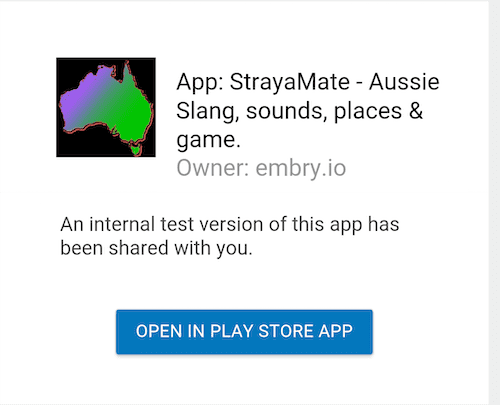 App: StrayaMate - Aussie
Slang, sounds, places &
game.
Owner: embry.io
An internal test version of this app has
been shared with you.
OPEN IN PLAY STORE APP